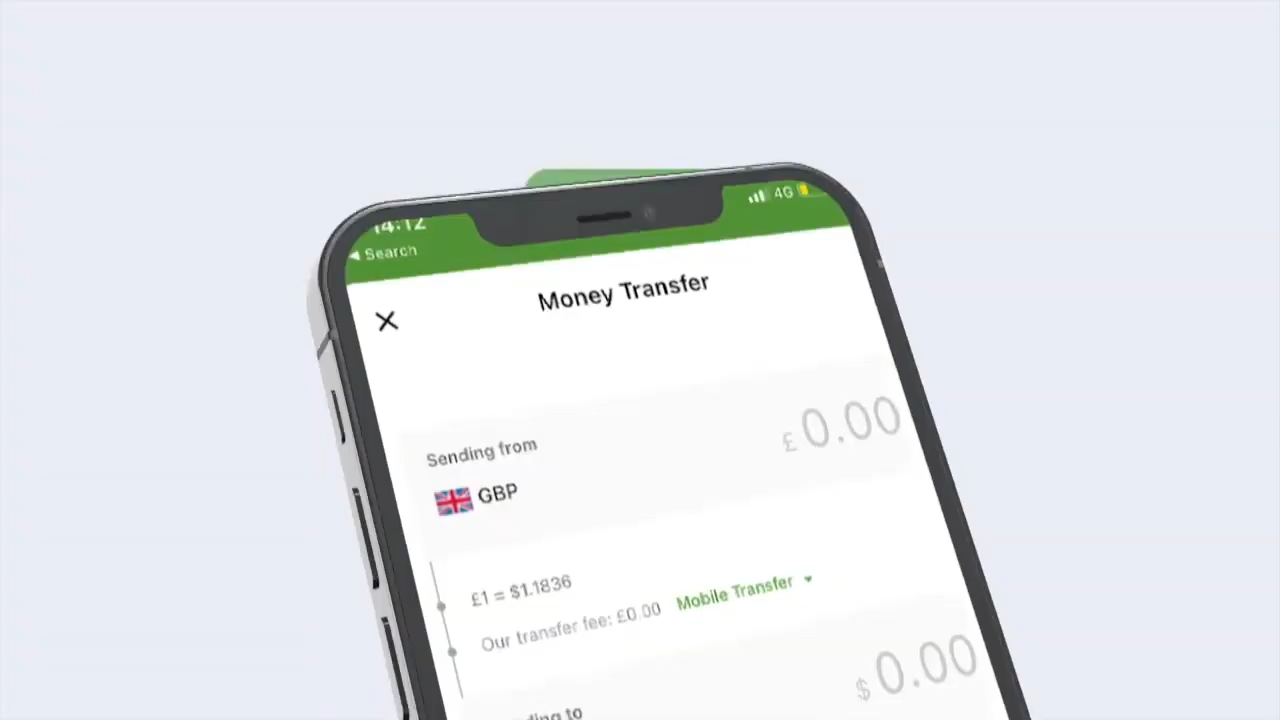 14:12
4G
Search
Money Transfer
Sending from
£ 0.00
GBP
£1 = $1.1836
Our transfer fee: £0.00 Mobile Transfer
$ 0.00
to